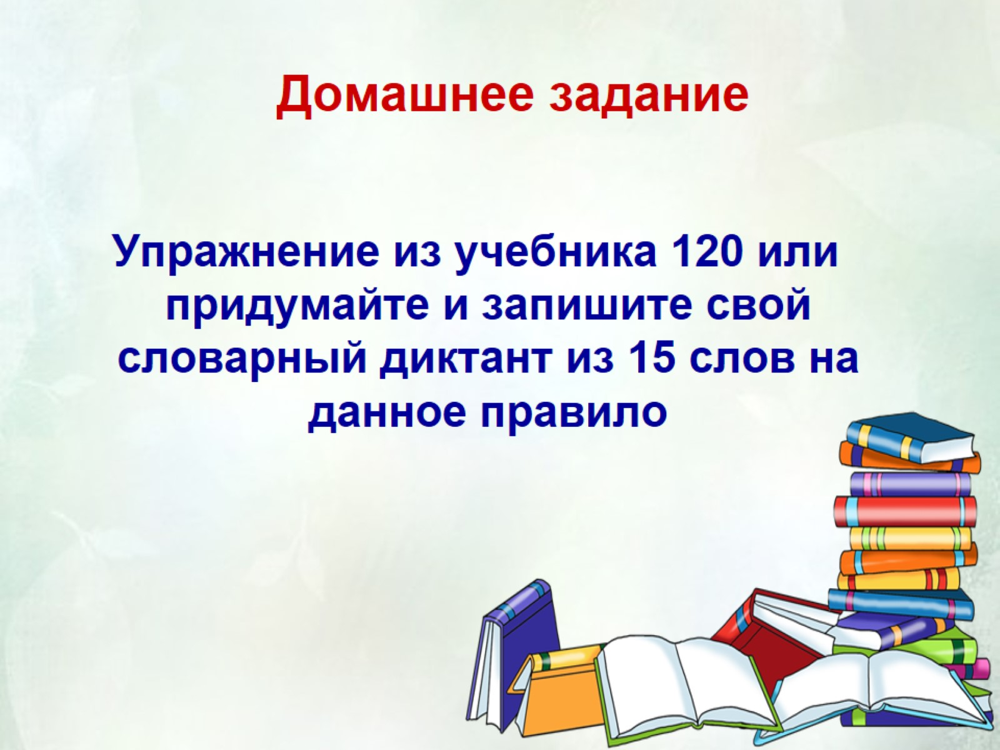 Домашнее задание
Упражнение из учебника 120 или
придумайте и запишите свой
словарный диктант из 15 слов на
данное правило